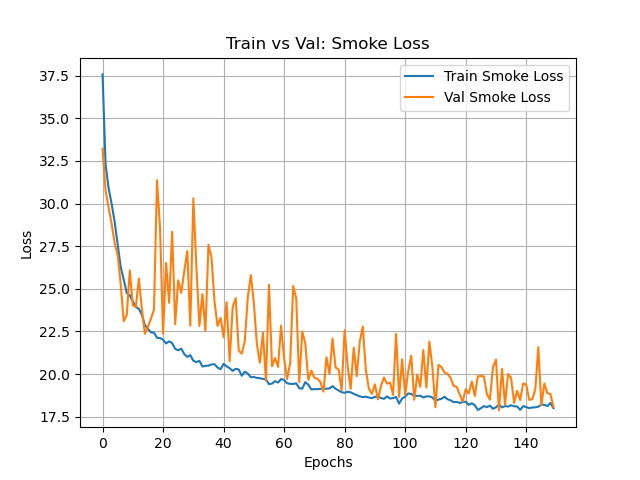 Train vs Val: Smoke Loss
Train Smoke Loss
Val Smoke Loss
Loss
37.5
35.0
32.5
30.0
27.5
25.0
22.5
20.0
17.5
0 20 40 60 80 100 120 140
Epochs